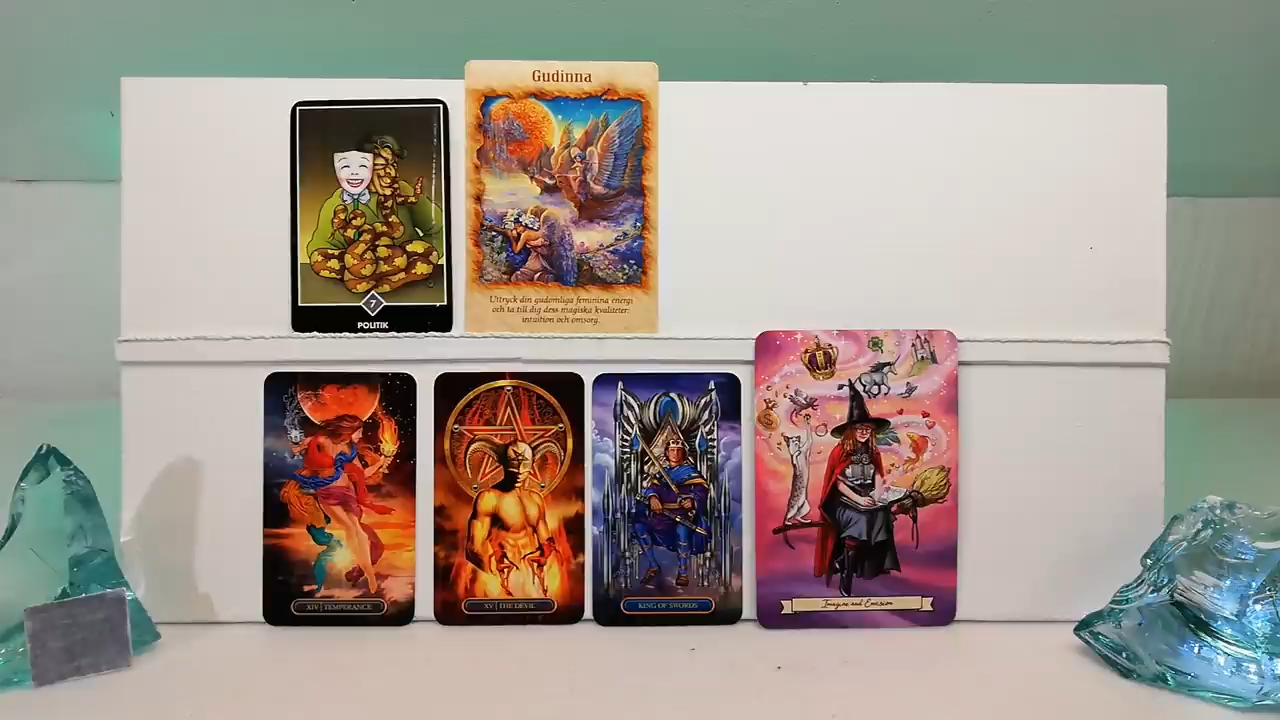 Gudinna
Uttryck din gudomliga feminina energi
och ta till dig dess magiska kvaliteter:
intuition och omsorg.
7
POLITIK
XIV TEMPERANCE
XV THE DEVIL
KING OF SWORDS
Imagine and Envision